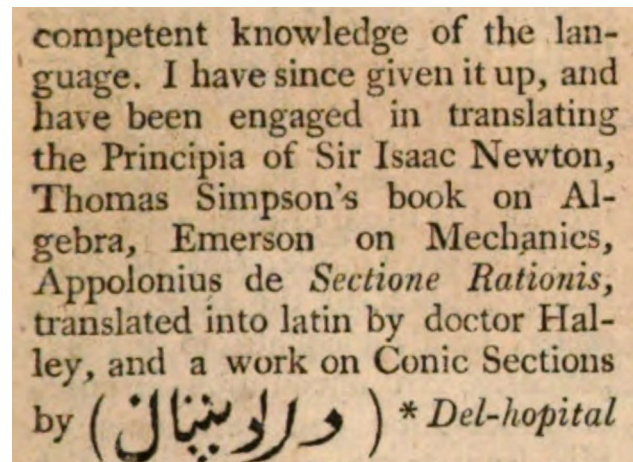 competent knowledge of the lan-
guage. I have since given it up, and
have been engaged in translating
the Principia of Sir Isaac Newton,
Thomas Simpson's book on Al-
gebra, Emerson on Mechanics,
Appolonius de Sectione Rationis,
translated into latin by doctor Hal-
ley, and a work on Conic Sections
by ( ) * Del-hopital